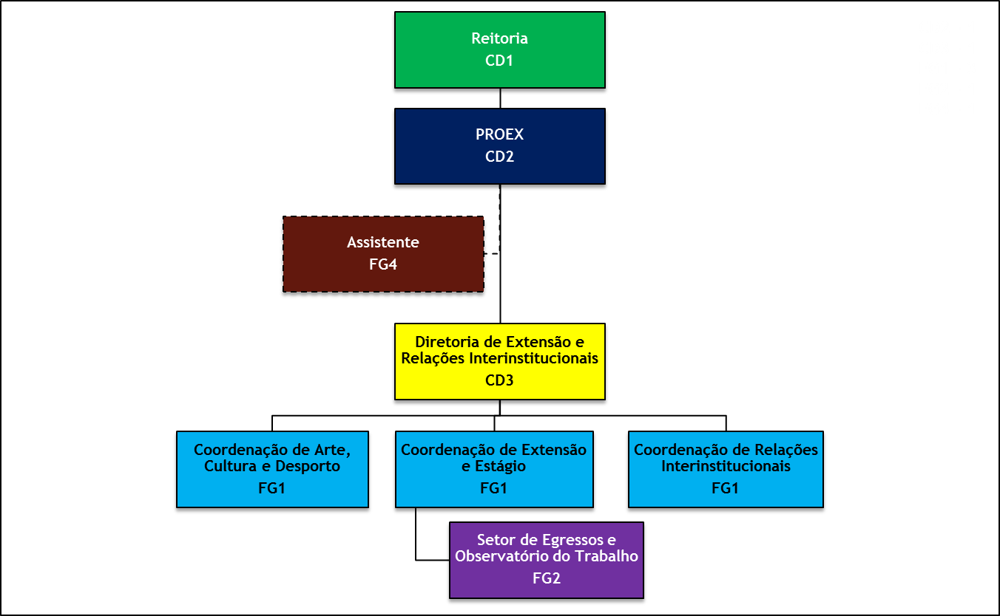 Reitoria
CD1
PROEX
CD2
Assistente
FG4
Diretoria de Extensão e
Relações Interinstitucionais
CD3
Coordenação de Arte,
Cultura e Desporto
FG1
Coordenação de Extensão
e Estágio
FG1
Coordenação de Relações
Interinstitucionais
FG1
Setor de Egressos e
Observatório do Trabalho
FG2